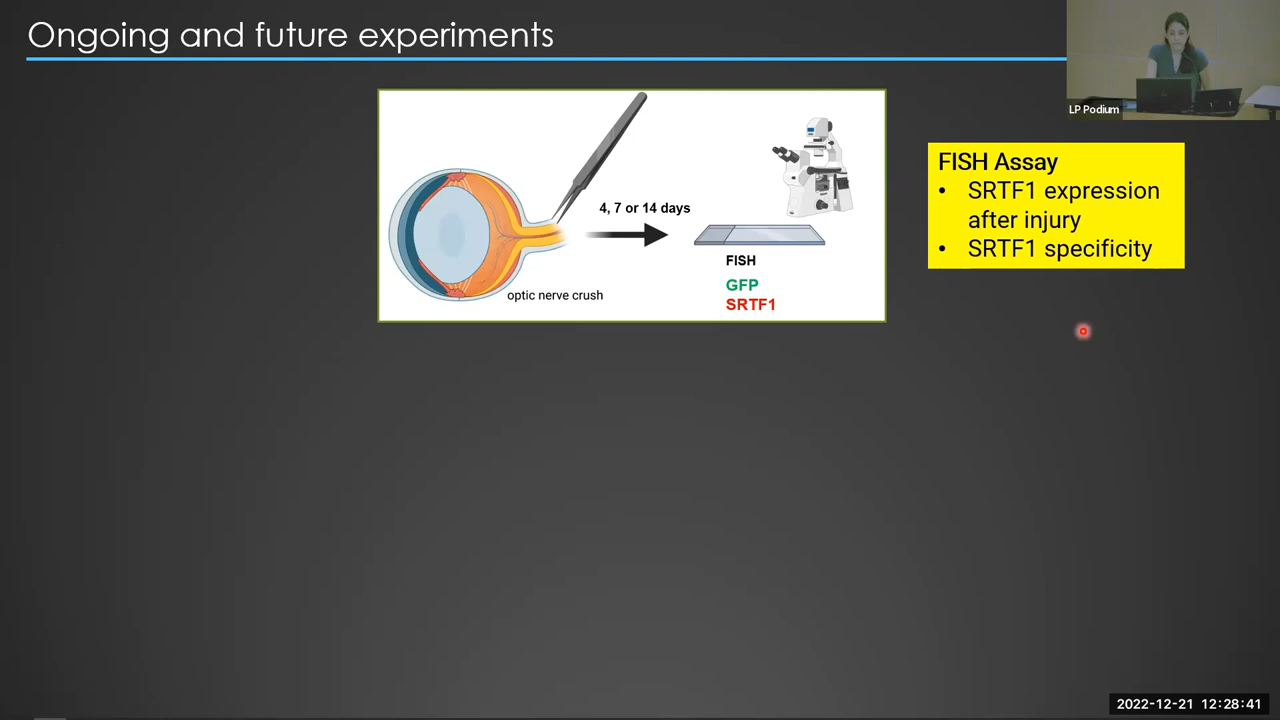 Ongoing and future experiments
LP Podium
4, 7 or 14 days
optic nerve crush
FISH
GFP
SRTF1
FISH Assay
• SRTF1 expression
after injury
• SRTF1 specificity
2022-12-21 12:28:41